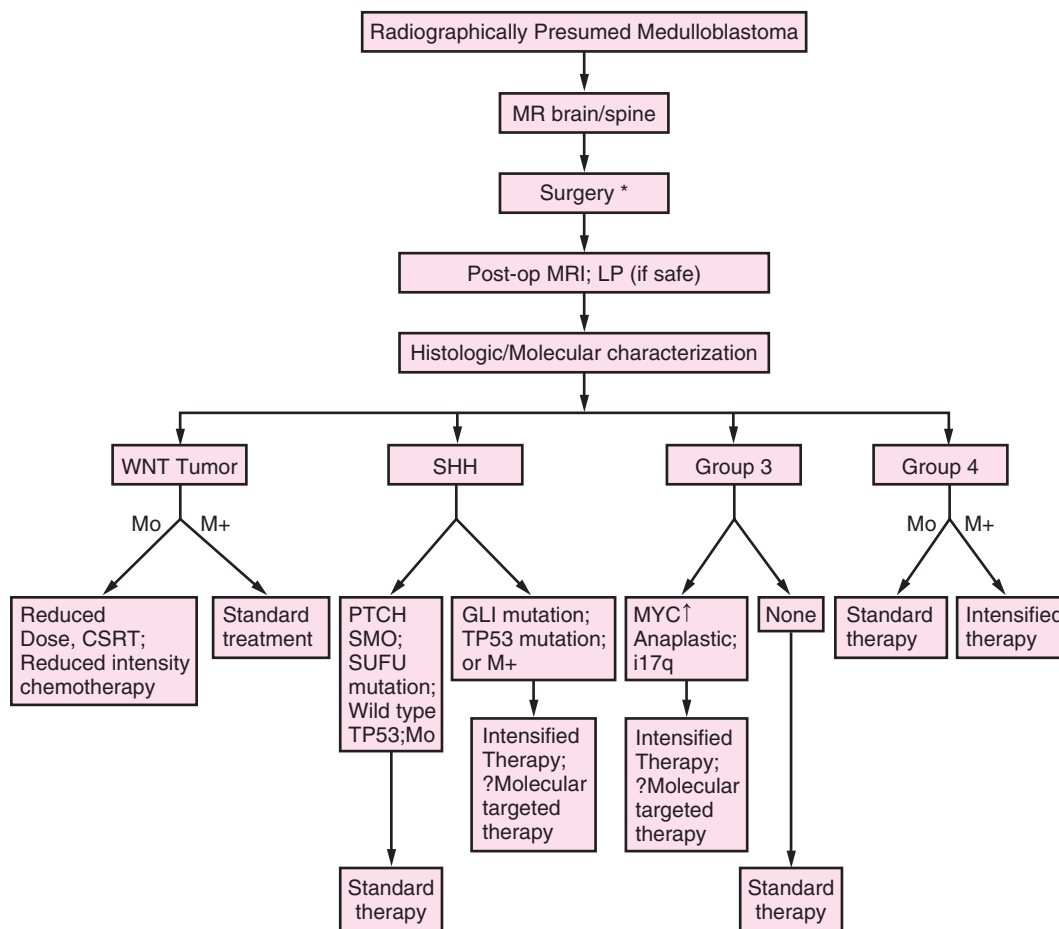 Radiographically Presumed Medulloblastoma
MR brain/spine
Surgery *
Post-op MRI; LP (if safe)
Histologic/Molecular characterization
WNT Tumor
SHH
Group 3
Group 4
Mo
M+
Mo
M+
Reduced
Dose, CSRT;
Reduced intensity
chemotherapy
Standard
treatment
PTCH
SMO;
SUFU
mutation;
Wild type
TP53;Mo
GLI mutation;
TP53 mutation;
or M+
MYC↑
Anaplastic;
i17q
None
Standard
therapy
Intensified
therapy
Intensified
Therapy;
?Molecular
targeted
therapy
Intensified
Therapy;
?Molecular
targeted
therapy
Standard
therapy
Standard
therapy